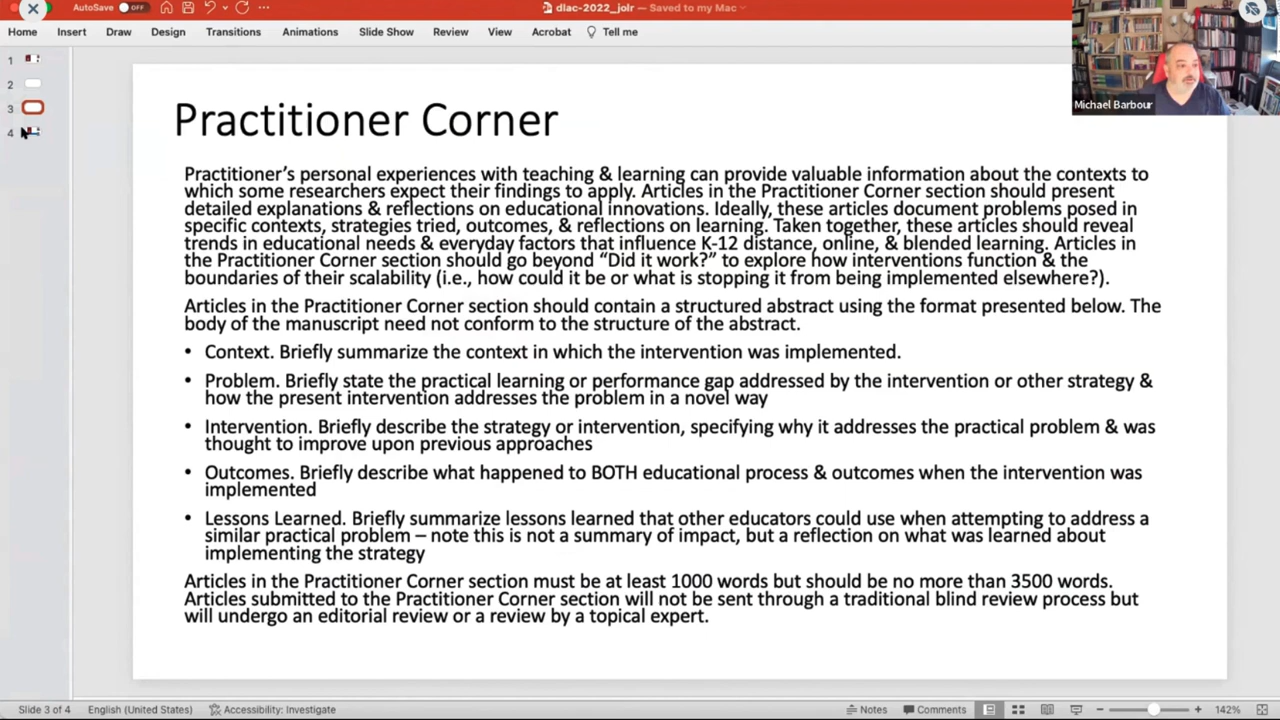 AutoSave OFF
dlac-2022_jolr — Saved to my Mac
Home Insert Draw Design Transitions Animations Slide Show Review View Acrobat Tell me
Michael Barbour
1
2
3
4
Practitioner Corner
Practitioner's personal experiences with teaching & learning can provide valuable information about the contexts to
which some researchers expect their findings to apply. Articles in the Practitioner Corner section should present
detailed explanations & reflections on educational innovations. Ideally, these articles document problems posed in
specific contexts, strategies tried, outcomes, & reflections on learning. Taken together, these articles should reveal
trends in educational needs & everyday factors that influence K-12 distance, online, & blended learning. Articles in
the Practitioner Corner section should go beyond “Did it work?” to explore how interventions function & the
boundaries of their scalability (i.e., how could it be or what is stopping it from being implemented elsewhere?).
Articles in the Practitioner Corner section should contain a structured abstract using the format presented below. The
body of the manuscript need not conform to the structure of the abstract.
• Context. Briefly summarize the context in which the intervention was implemented.
• Problem. Briefly state the practical learning or performance gap addressed by the intervention or other strategy &
how the present intervention addresses the problem in a novel way
• Intervention. Briefly describe the strategy or intervention, specifying why it addresses the practical problem & was
thought to improve upon previous approaches
• Outcomes. Briefly describe what happened to BOTH educational process & outcomes when the intervention was
implemented
• Lessons Learned. Briefly summarize lessons learned that other educators could use when attempting to address a
similar practical problem – note this is not a summary of impact, but a reflection on what was learned about
implementing the strategy
Articles in the Practitioner Corner section must be at least 1000 words but should be no more than 3500 words.
Articles submitted to the Practitioner Corner section will not be sent through a traditional blind review process but
will undergo an editorial review or a review by a topical expert.
Slide 3 of 4 English (United States) Accessibility: Investigate Notes Comments 142%